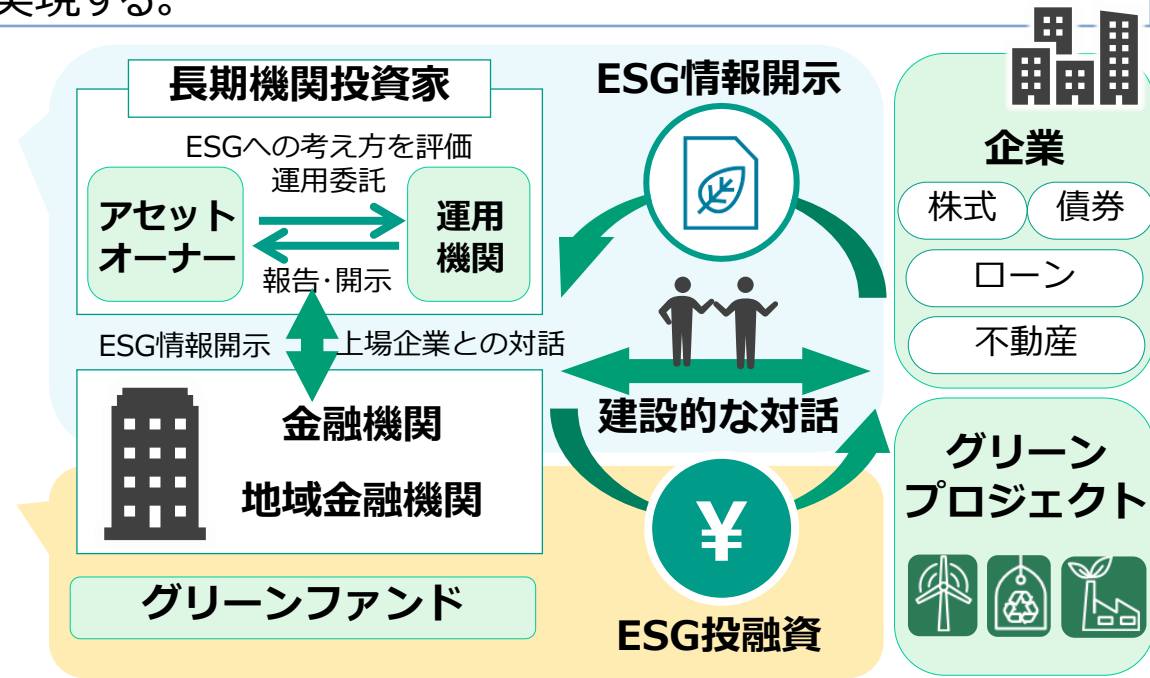 実現する。
長期機関投資家
ESGへの考え方を評価
運用委託
アセット
オーナー
運用
機関
報告・開示
ESG情報開示
上場企業との対話
金融機関
地域金融機関
グリーンファンド
ESG情報開示
建設的な対話
¥
ESG投融資
企業
株式
債券
ローン
不動産
グリーン
プロジェクト